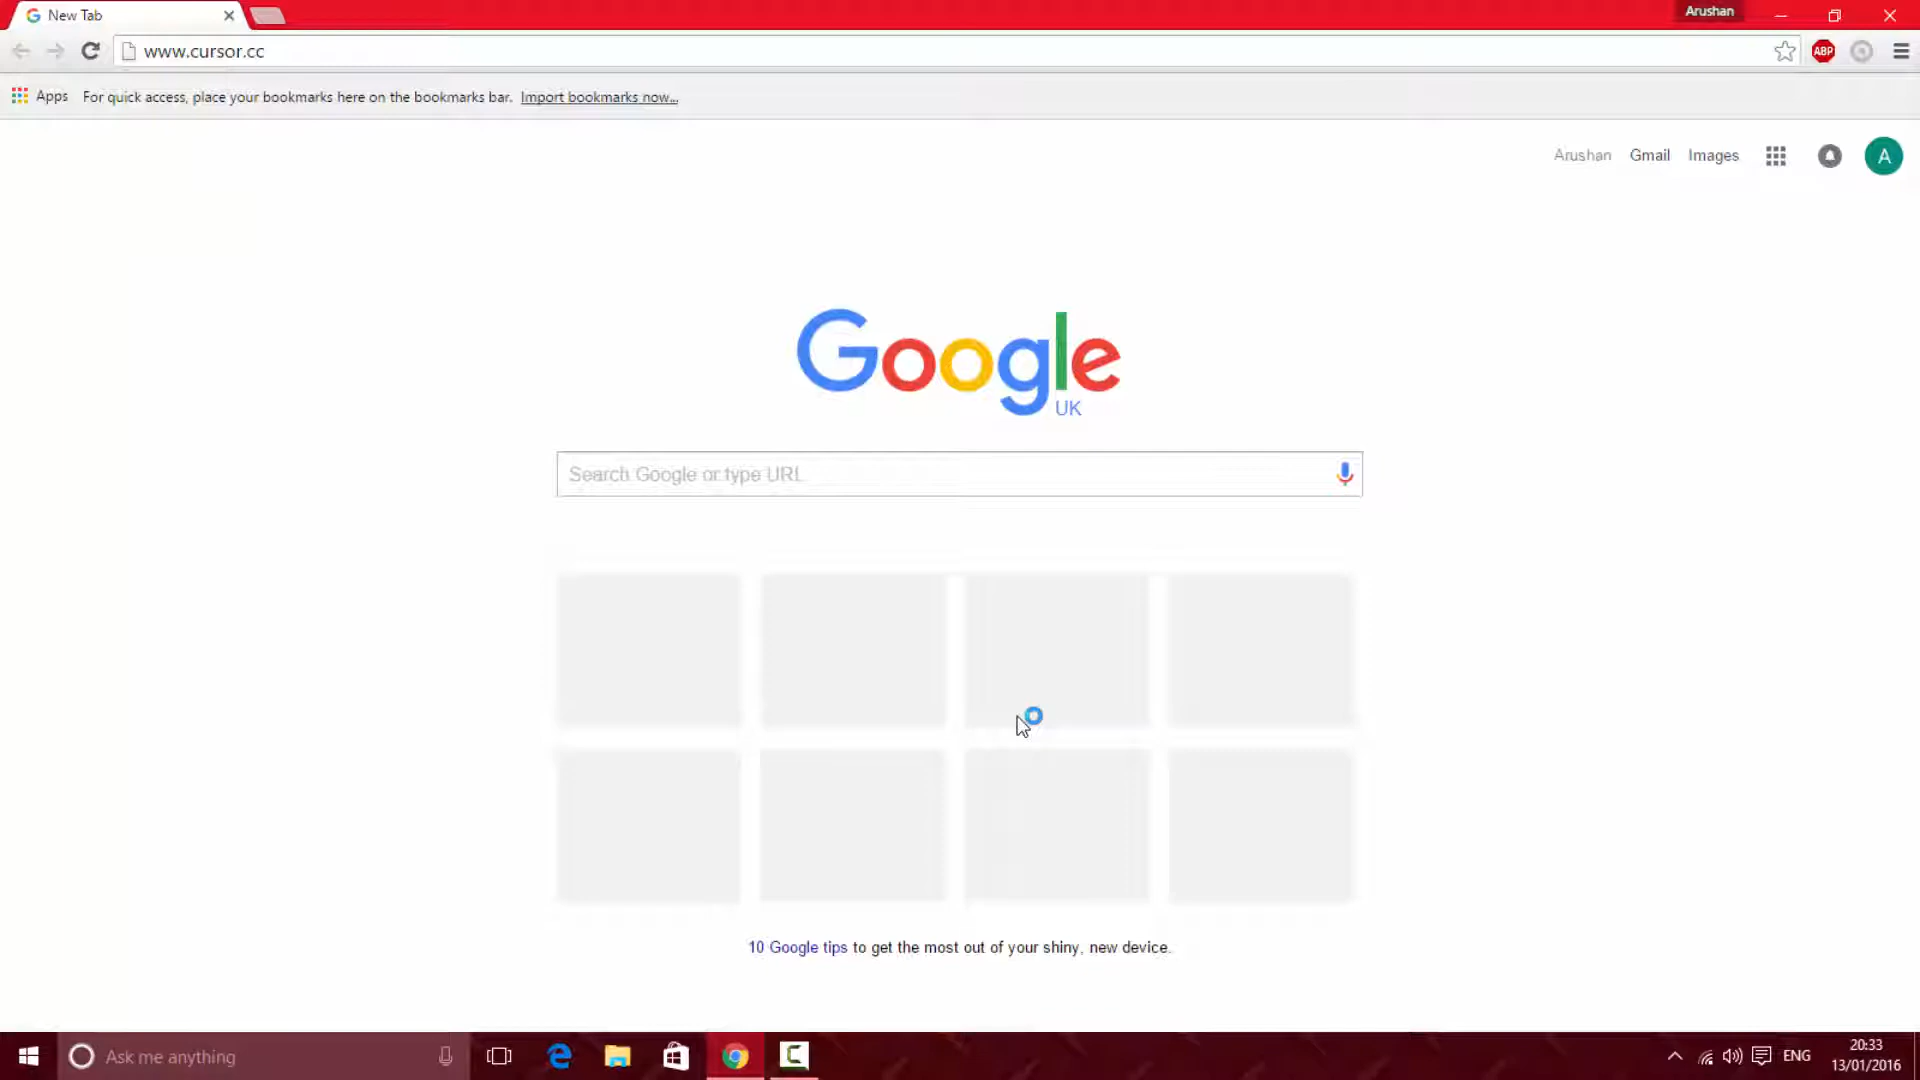 New Tab
Arushan
www.cursor.cc
ABP
Apps For quick access, place your bookmarks here on the bookmarks bar. Import bookmarks now...
Arushan Gmail Images
A
Google
UK
Search Google or type URL
10 Google tips to get the most out of your shiny, new device.
Ask me anything
ENG
20:33
13/01/2016